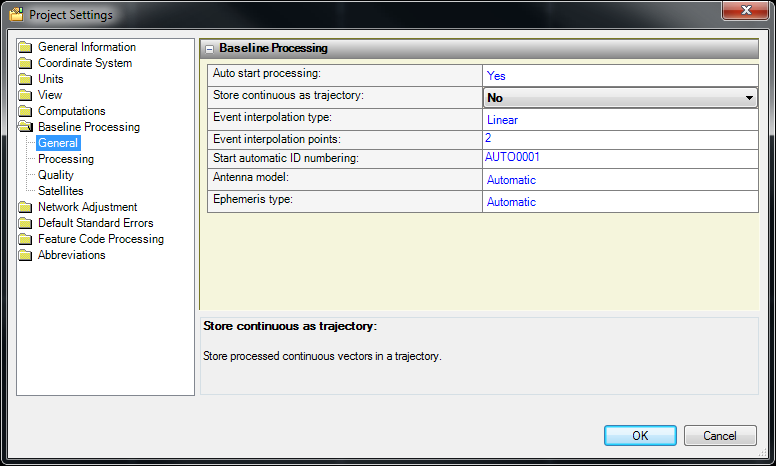 Project Settings
General Information
Coordinate System
Units
View
Computations
Baseline Processing
General
Processing
Quality
Satellites
Network Adjustment
Default Standard Errors
Feature Code Processing
Abbreviations
Baseline Processing
Auto start processing: Yes
Store continuous as trajectory: No
Event interpolation type: Linear
Event interpolation points: 2
Start automatic ID numbering: AUTO0001
Antenna model: Automatic
Ephemeris type: Automatic
Store continuous as trajectory:
Store processed continuous vectors in a trajectory.
OK Cancel